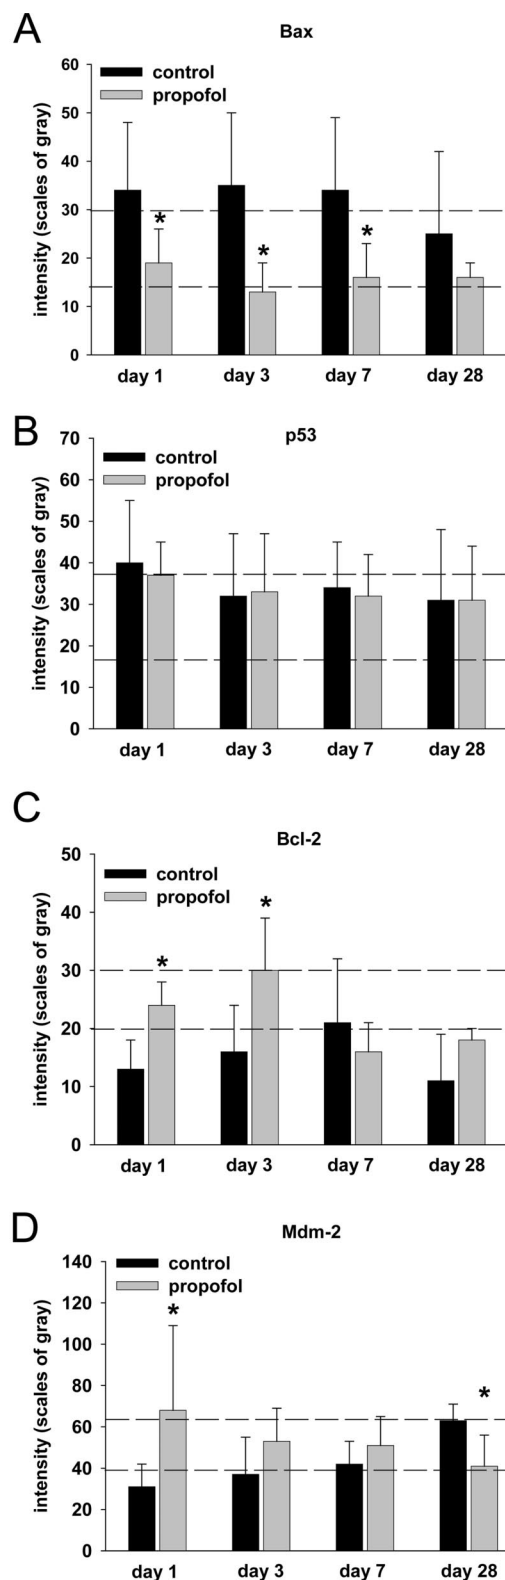 A
Bax
control
propofol
intensity (scales of gray)
60
50
40
30
20
10
0
*
*
*
day 1 day 3 day 7 day 28
B
p53
control
propofol
intensity (scales of gray)
70
60
50
40
30
20
10
0
day 1 day 3 day 7 day 28
C
Bcl-2
control
propofol
intensity (scales of gray)
50
40
30
20
10
0
*
*
day 1 day 3 day 7 day 28
D
Mdm-2
control
propofol
intensity (scales of gray)
140
120
100
80
60
40
20
0
*
*
day 1 day 3 day 7 day 28